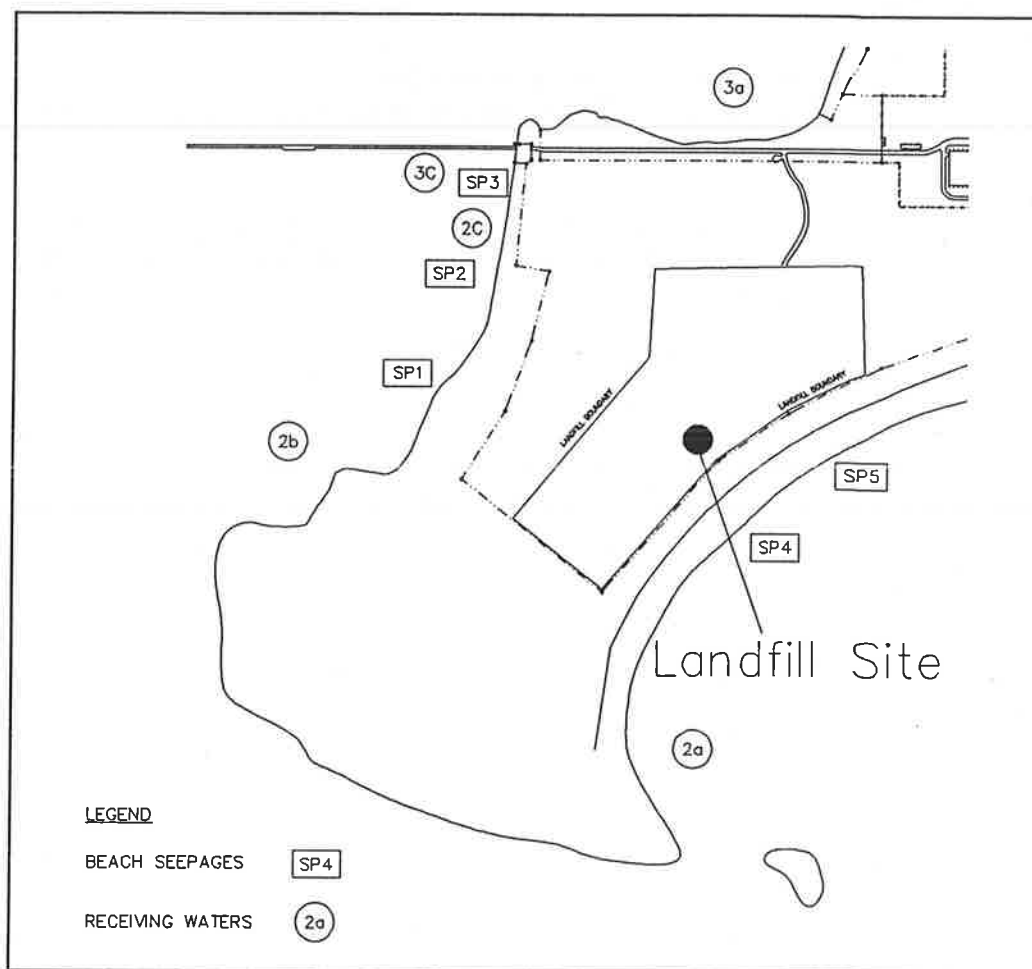 3a
3C
SP3
2C
SP2
SP1
LANDFILL BOUNDARY
LANDFILL BOUNDARY
2b
SP5
SP4
Landfill Site
2a
LEGEND
BEACH SEEPAGES SP4
RECEIVING WATERS 2a